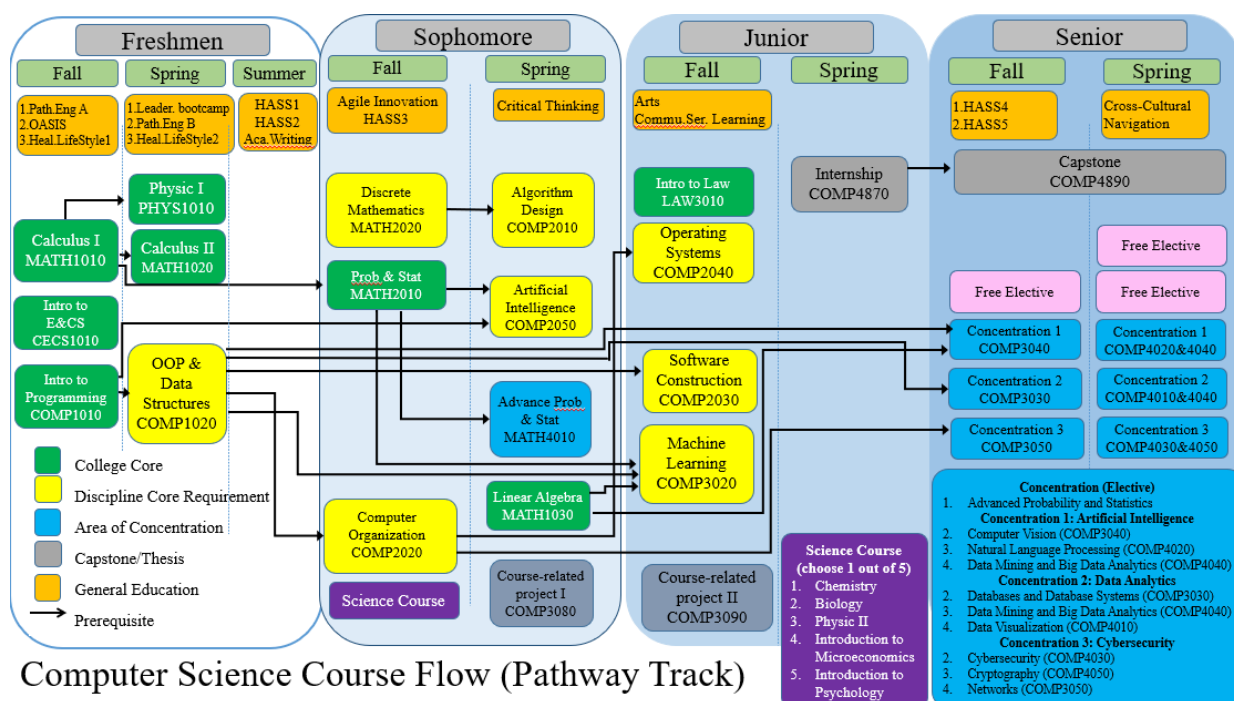 Freshmen
Fall
Spring
Summer
1.Path.Eng A
2.OASIS
3.Heal.LifeStyle1
1.Leader. bootcamp
2.Path.Eng B
3.Heal.LifeStyle2
HASS1
HASS2
Aca.Writing
Physic I
PHYS1010
Calculus I
MATH1010
Calculus II
MATH1020
Intro to
E&CS
CECS1010
Intro to
Programming
COMP1010
OOP &
Data
Structures
COMP1020
College Core
Discipline Core Requirement
Area of Concentration
Capstone/Thesis
General Education
Prerequisite
Sophomore
Fall
Spring
Agile Innovation
HASS3
Critical Thinking
Discrete
Mathematics
MATH2020
Algorithm
Design
COMP2010
Prob & Stat
MATH2010
Artificial
Intelligence
COMP2050
Advance Prob
& Stat
MATH4010
Linear Algebra
MATH1030
Computer
Organization
COMP2020
Science Course
Course-related
project I
COMP3080
Junior
Fall
Spring
Arts
Commu.Ser. Learning
Intro to Law
LAW3010
Internship
COMP4870
Operating
Systems
COMP2040
Software
Construction
COMP2030
Machine
Learning
COMP3020
Course-related
project II
COMP3090
Science Course
(choose 1 out of 5)
1. Chemistry
2. Biology
3. Physic II
4. Introduction to
Microeconomics
5. Introduction to
Psychology
Senior
Fall
Spring
1.HASS4
2.HASS5
Cross-Cultural
Navigation
Capstone
COMP4890
Free Elective
Free Elective
Free Elective
Concentration 1
COMP3040
Concentration 1
COMP4020&4040
Concentration 2
COMP3030
Concentration 2
COMP4010&4040
Concentration 3
COMP3050
Concentration 3
COMP4030&4050
Concentration (Elective)
1. Advanced Probability and Statistics
Concentration 1: Artificial Intelligence
2. Computer Vision (COMP3040)
3. Natural Language Processing (COMP4020)
4. Data Mining and Big Data Analytics (COMP4040)
Concentration 2: Data Analytics
2. Databases and Database Systems (COMP3030)
3. Data Mining and Big Data Analytics (COMP4040)
4. Data Visualization (COMP4010)
Concentration 3: Cybersecurity
2. Cybersecurity (COMP4030)
3. Cryptography (COMP4050)
4. Networks (COMP3050)
Computer Science Course Flow (Pathway Track)